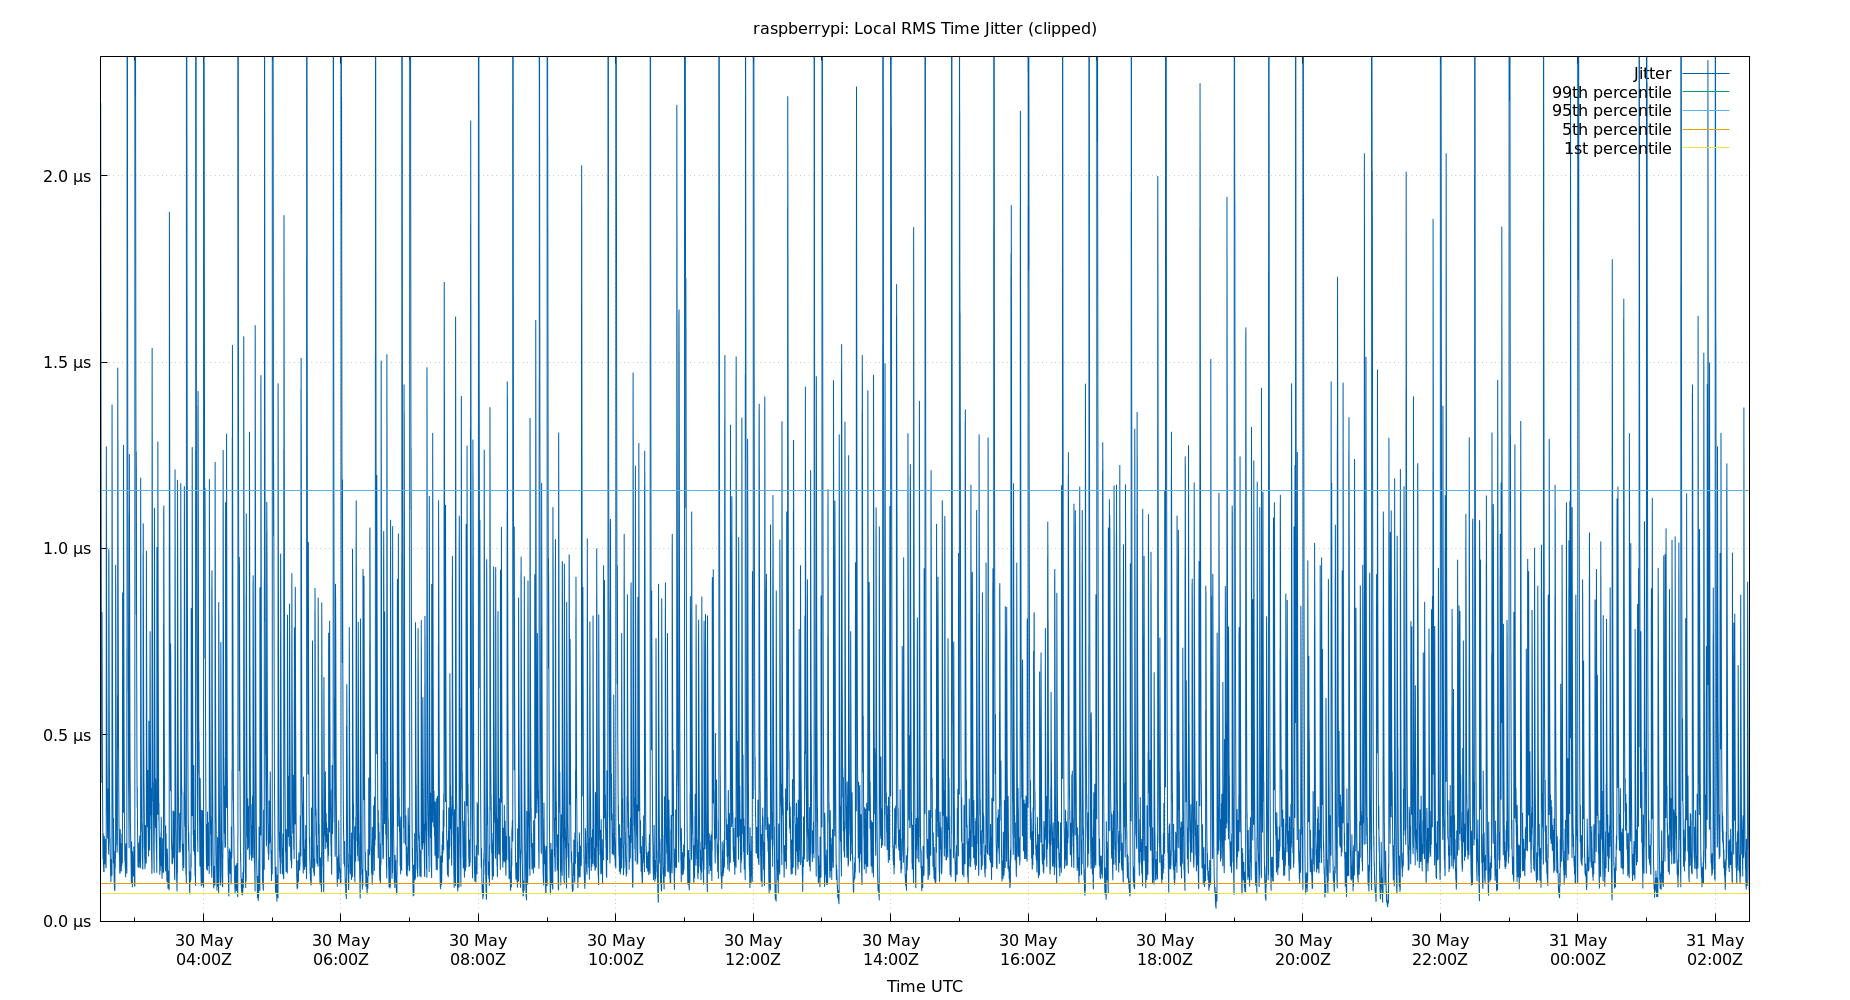 raspberrypi: Local RMS Time Jitter (clipped)
Jitter
99th percentile
95th percentile
5th percentile
1st percentile
2.0 µs
1.5 µs
1.0 µs
0.5 µs
0.0 µs
30 May 30 May 30 May 30 May 30 May 30 May 30 May 30 May 30 May 30 May 31 May 31 May
04:00Z 06:00Z 08:00Z 10:00Z 12:00Z 14:00Z 16:00Z 18:00Z 20:00Z 22:00Z 00:00Z 02:00Z
Time UTC